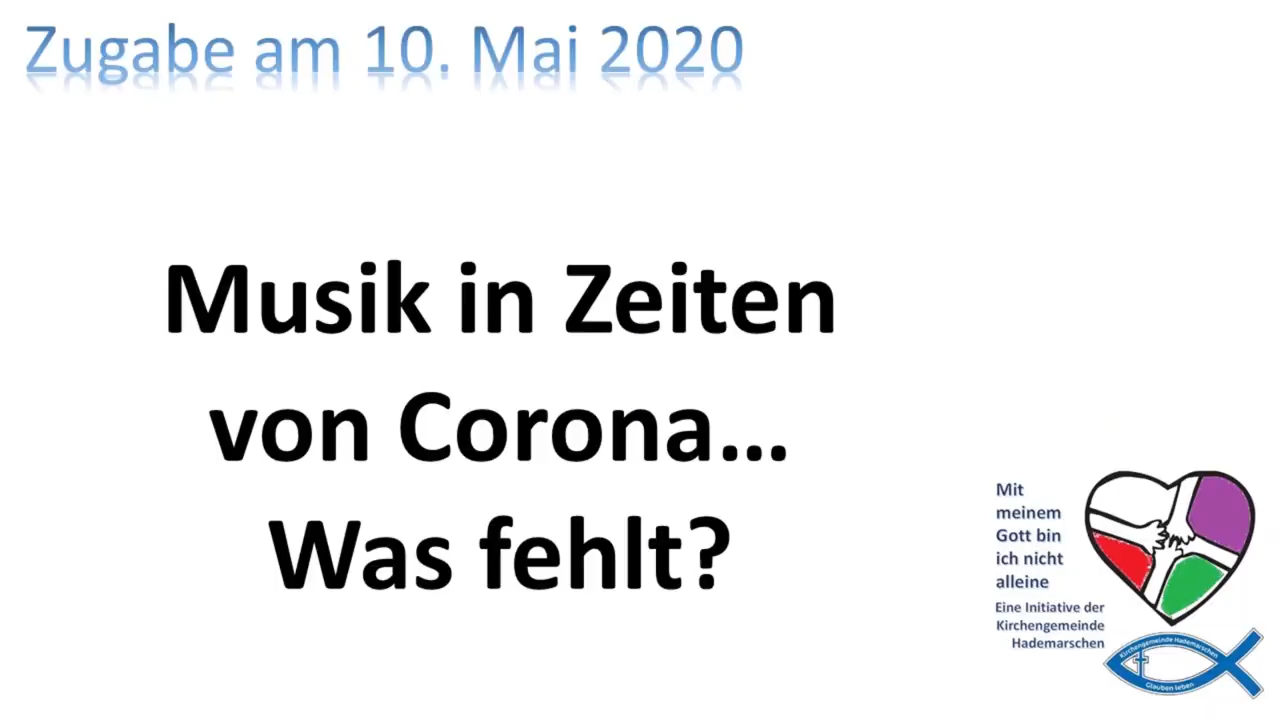 Zugabe am 10. Mai 2020
Musik in Zeiten
von Corona...
Was fehlt?
Mit
meinem
Gott bin
ich nicht
alleine
Eine Initiative der
Kirchengemeinde
Hademarschen
Kirchengemeinde Hademarschen
Glauben leben